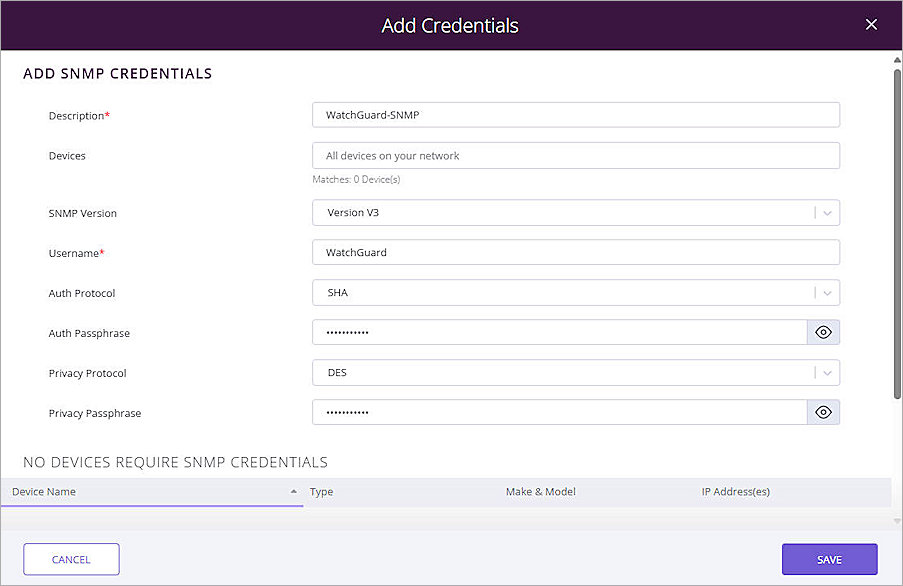 Add Credentials
ADD SNMP CREDENTIALS
Description* WatchGuard-SNMP
Devices All devices on your network
Matches: 0 Device(s)
SNMP Version Version V3
Username* WatchGuard
Auth Protocol SHA
Auth Passphrase •••••••••••
Privacy Protocol DES
Privacy Passphrase •••••••••••
NO DEVICES REQUIRE SNMP CREDENTIALS
Device Name Type Make & Model IP Address(es)
CANCEL SAVE